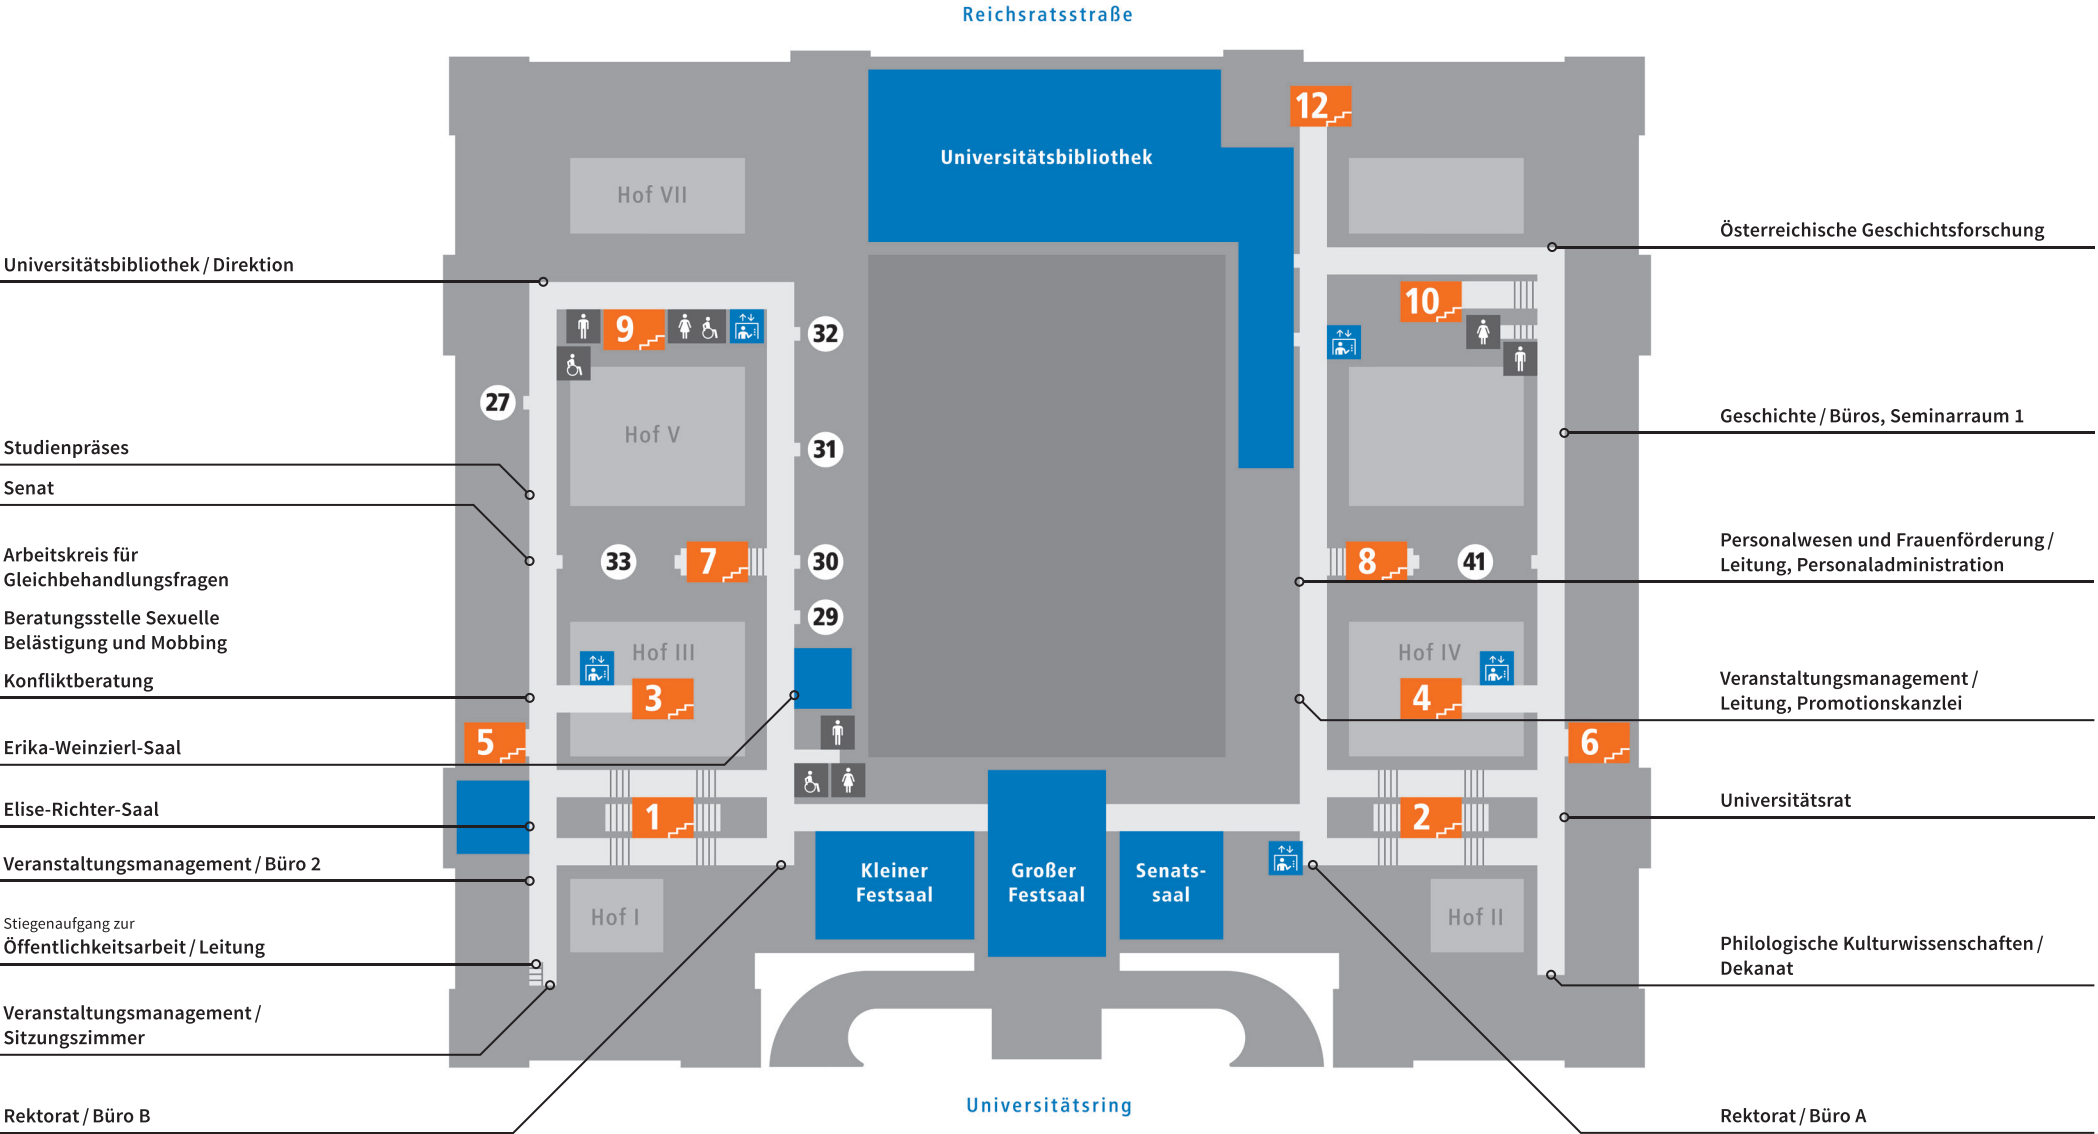 Reichsratsstraße
Universitätsbibliothek / Direktion
Studienpräses
Senat
Arbeitskreis für
Gleichbehandlungsfragen
Beratungsstelle Sexuelle
Belästigung und Mobbing
Konfliktberatung
Erika-Weinzierl-Saal
Elise-Richter-Saal
Veranstaltungsmanagement / Büro 2
Stiegenaufgang zur
Öffentlichkeitsarbeit / Leitung
Veranstaltungsmanagement /
Sitzungszimmer
Rektorat / Büro B
Universitätsbibliothek
12
Hof VII
9
10
32
27
Hof V
31
33
7
30
8
41
29
Hof III
Hof IV
3
4
5
6
1
2
Kleiner
Festsaal
Großer
Festsaal
Senats-
saal
Hof I
Hof II
Universitätsring
Österreichische Geschichtsforschung
Geschichte / Büros, Seminarraum 1
Personalwesen und Frauenförderung /
Leitung, Personaladministration
Veranstaltungsmanagement /
Leitung, Promotionskanzlei
Universitätsrat
Philologische Kulturwissenschaften /
Dekanat
Rektorat / Büro A